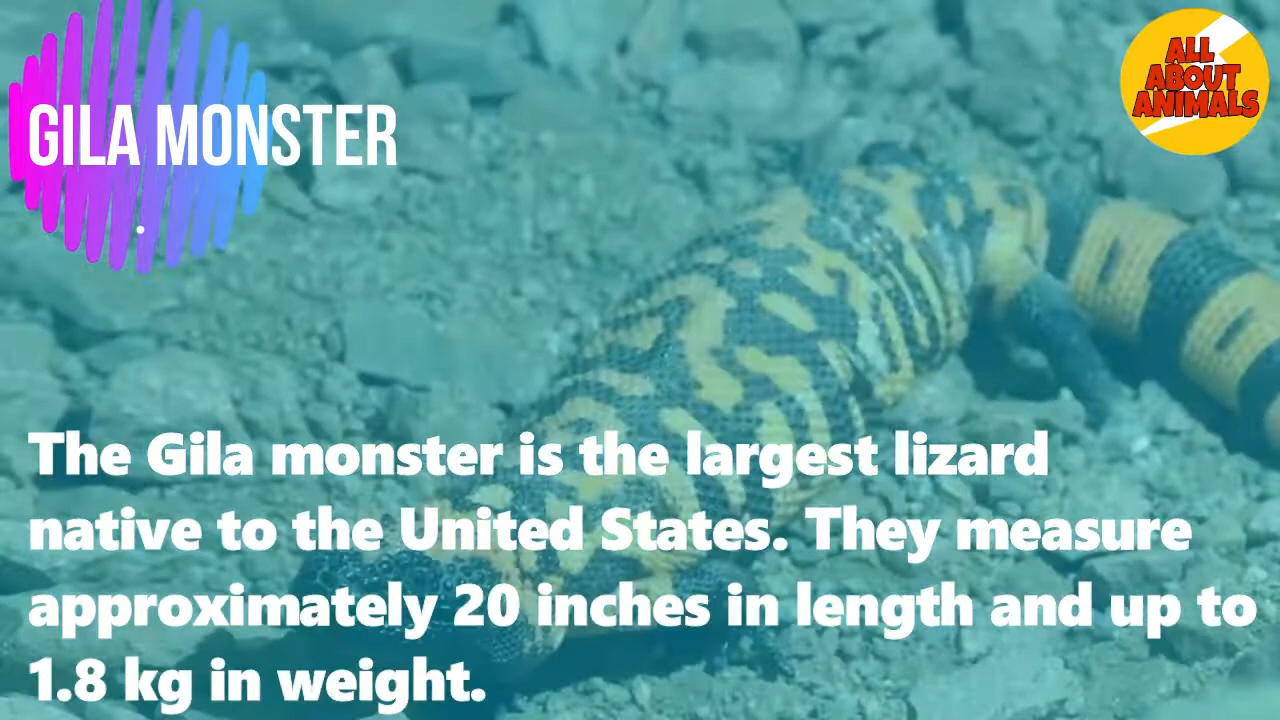 GILA MONSTER
ALL
ABOUT
ANIMALS
The Gila monster is the largest lizard
native to the United States. They measure
approximately 20 inches in length and up to
1.8 kg in weight.